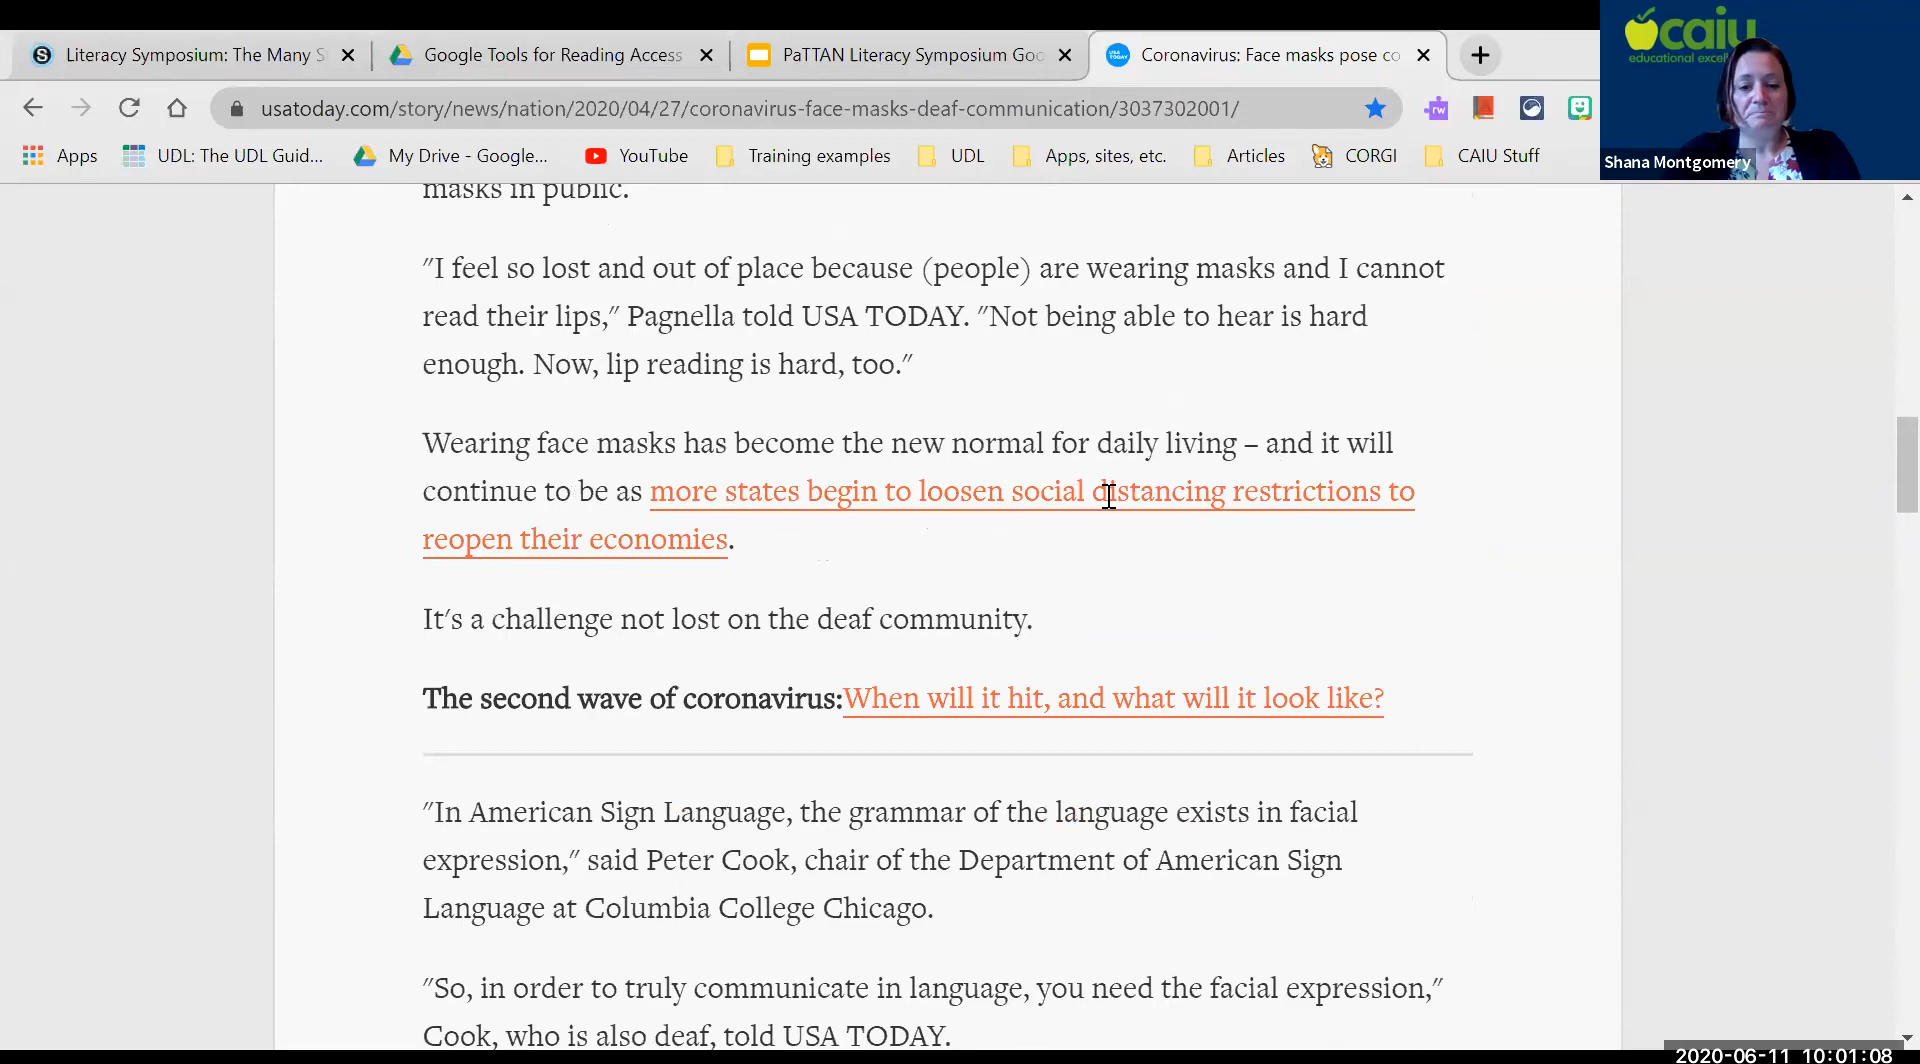 Literacy Symposium: The Many S
Google Tools for Reading Access
PaTTAN Literacy Symposium Goo
Coronavirus: Face masks pose co
caiu
educational excell
usatoday.com/story/news/nation/2020/04/27/coronavirus-face-masks-deaf-communication/3037302001/
rw
Apps
UDL: The UDL Guid...
My Drive - Google...
YouTube
Training examples
UDL
Apps, sites, etc.
Articles
CORGI
CAIU Stuff
Shana Montgomery
masks in public.
"I feel so lost and out of place because (people) are wearing masks and I cannot
read their lips," Pagnella told USA TODAY. "Not being able to hear is hard
enough. Now, lip reading is hard, too."
Wearing face masks has become the new normal for daily living – and it will
continue to be as more states begin to loosen social distancing restrictions to
reopen their economies.
It's a challenge not lost on the deaf community.
The second wave of coronavirus:When will it hit, and what will it look like?
"In American Sign Language, the grammar of the language exists in facial
expression," said Peter Cook, chair of the Department of American Sign
Language at Columbia College Chicago.
"So, in order to truly communicate in language, you need the facial expression,"
Cook, who is also deaf, told USA TODAY.
2020-06-11 10:01:08